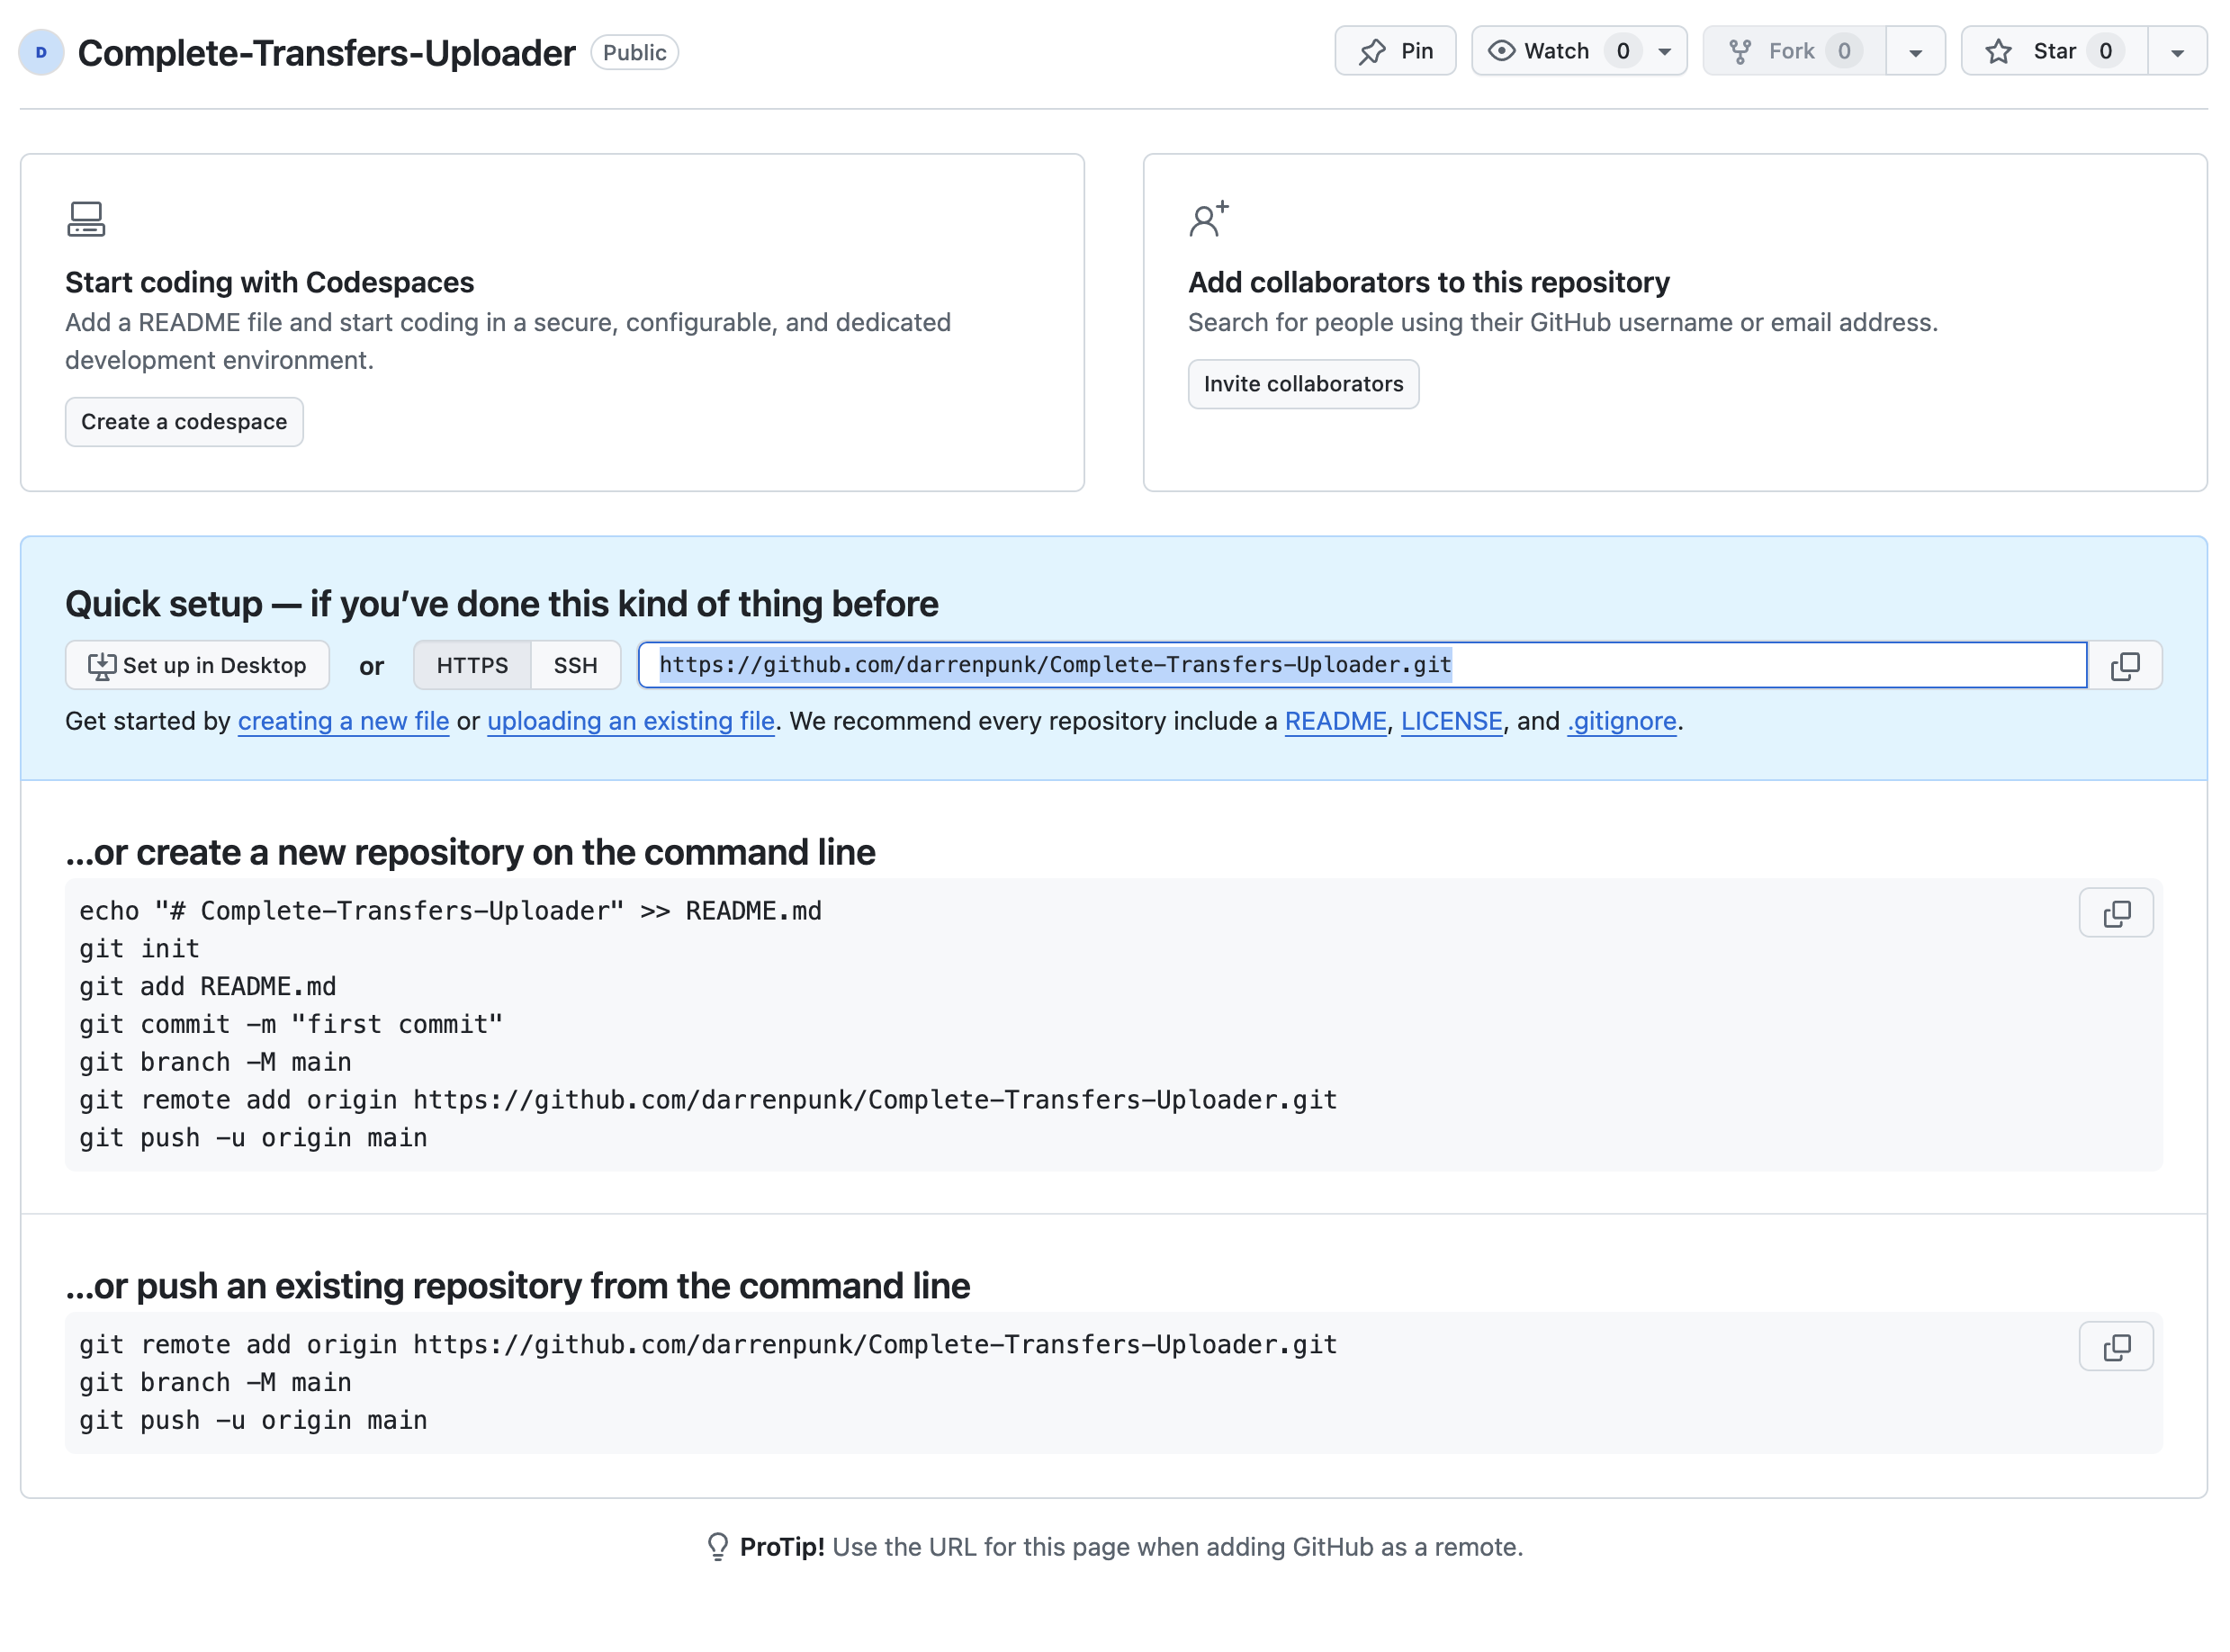 D Complete-Transfers-Uploader Public Pin Watch 0 Fork 0 Star 0
Start coding with Codespaces
Add a README file and start coding in a secure, configurable, and dedicated
development environment.
Create a codespace
Add collaborators to this repository
Search for people using their GitHub username or email address.
Invite collaborators
Quick setup — if you’ve done this kind of thing before
Set up in Desktop or HTTPS SSH https://github.com/darrenpunk/Complete-Transfers-Uploader.git
Get started by creating a new file or uploading an existing file. We recommend every repository include a README, LICENSE, and .gitignore.
…or create a new repository on the command line
echo "# Complete-Transfers-Uploader" >> README.md
git init
git add README.md
git commit -m "first commit"
git branch -M main
git remote add origin https://github.com/darrenpunk/Complete-Transfers-Uploader.git
git push -u origin main
…or push an existing repository from the command line
git remote add origin https://github.com/darrenpunk/Complete-Transfers-Uploader.git
git branch -M main
git push -u origin main
ProTip! Use the URL for this page when adding GitHub as a remote.